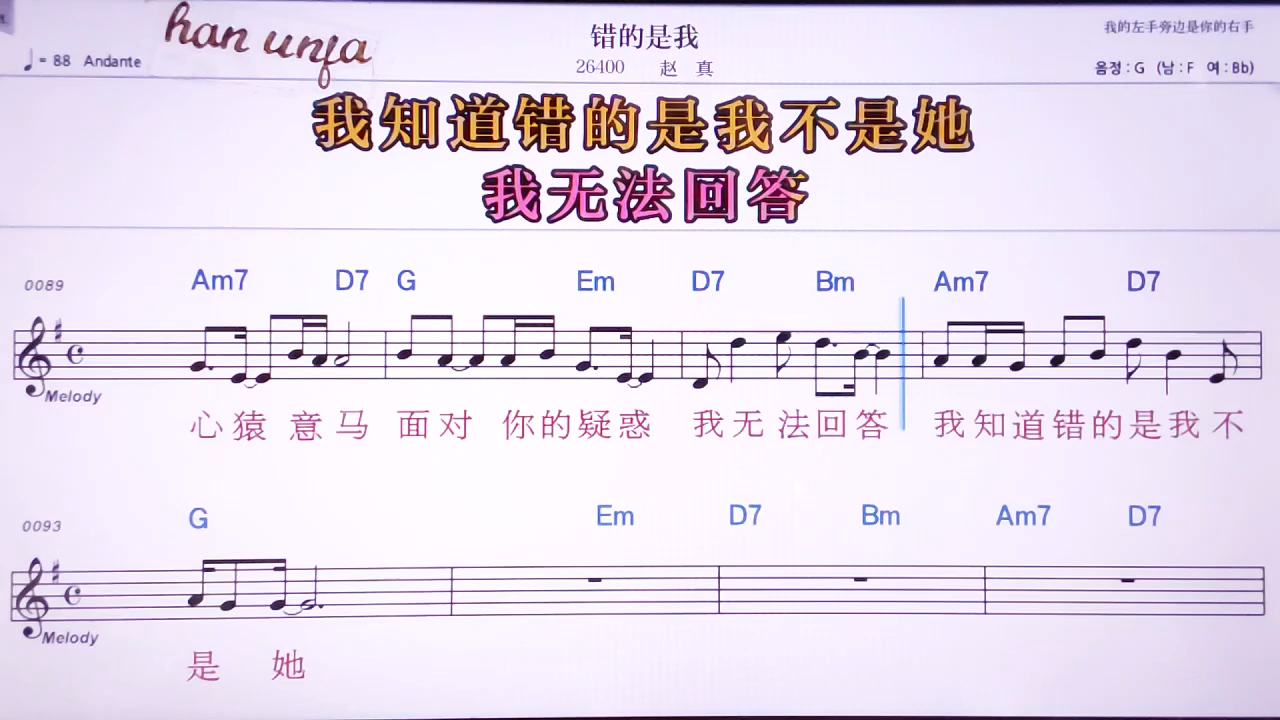 han unfa
错的是我
我的左手旁边是你的右手
♩= 88 Andante
26400 赵 真
음정 : G (남 : F 여 : Bb)
我知道错的是我不是她
我无法回答
0089 Am7 D7 G Em D7 Bm Am7 D7
Melody
心猿 意马 面对 你的疑惑 我无 法回答 我知道错的是我 不
0093 G Em D7 Bm Am7 D7
Melody
是 她